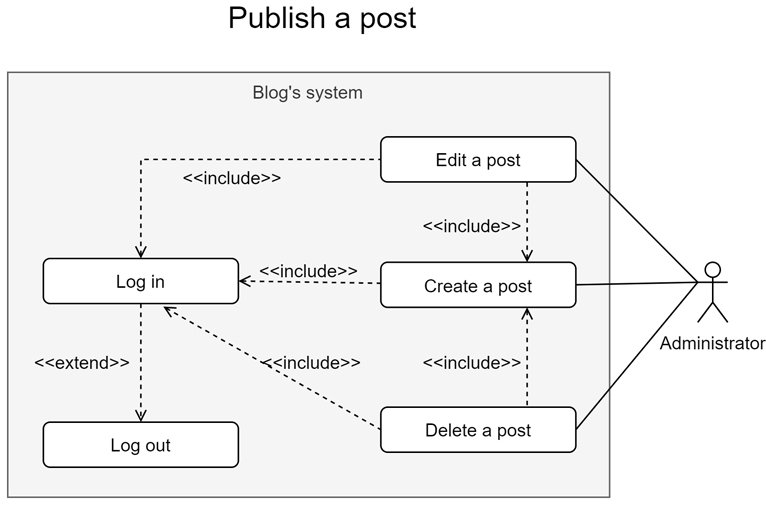 Publish a post
Blog's system
Edit a post
<<include>>
<<include>>
Log in
<<include>>
Create a post
Administrator
<<extend>>
<<include>>
<<include>>
Log out
Delete a post